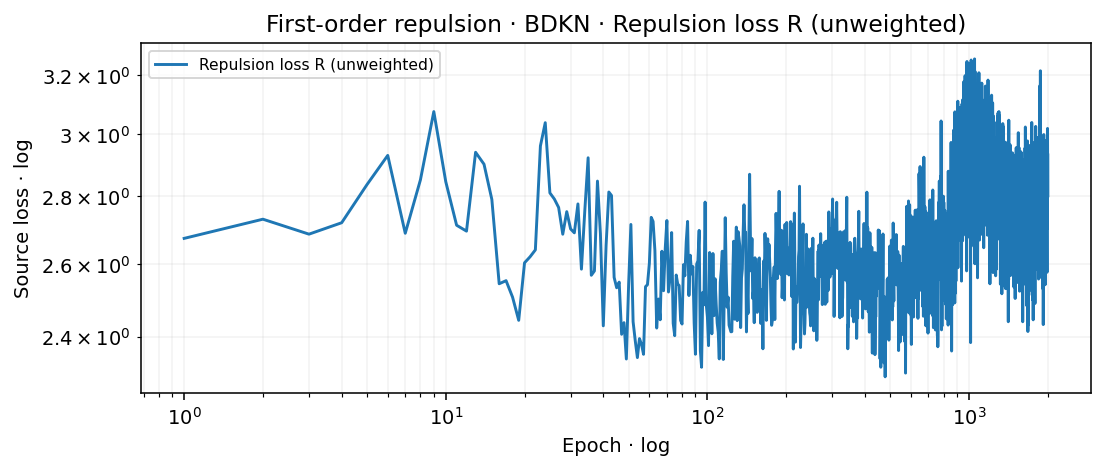 First-order repulsion · BDKN · Repulsion loss R (unweighted)
Repulsion loss R (unweighted)
3.2 × 10⁰
3 × 10⁰
2.8 × 10⁰
2.6 × 10⁰
2.4 × 10⁰
Source loss · log
10⁰ 10¹ 10² 10³
Epoch · log